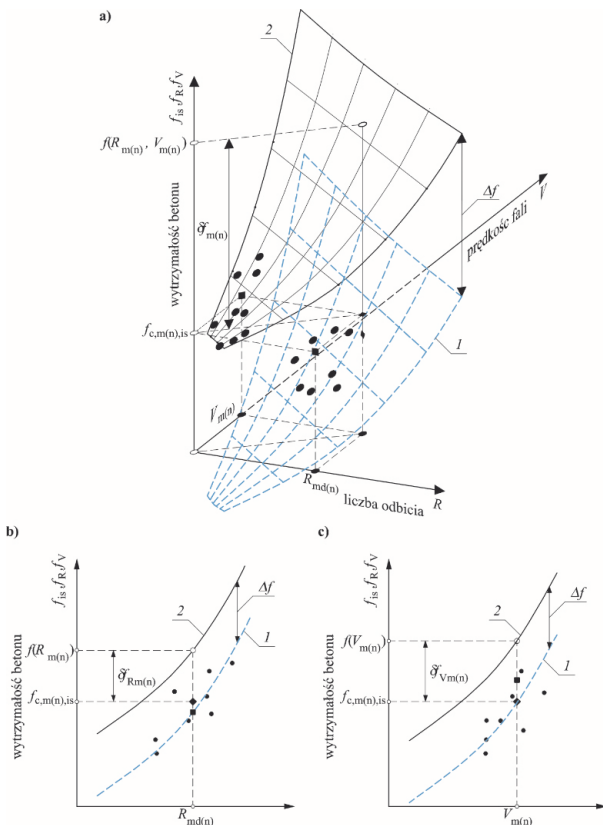 a)
2
f_is, f_R, f_V
f(R_m(n), V_m(n))
wytrzymałość betonu
δf_m(n)
Δf
V
prędkość fali
f_c,m(n),is
1
V_m(n)
R_md(n)
liczba odbicia
R
b)
f_is, f_R, f_V
wytrzymałość betonu
2
Δf
1
f(R_m(n))
δf_Rm(n)
f_c,m(n),is
R_md(n)
c)
f_is, f_R, f_V
wytrzymałość betonu
2
Δf
1
f(V_m(n))
δf_Vm(n)
f_c,m(n),is
V_m(n)